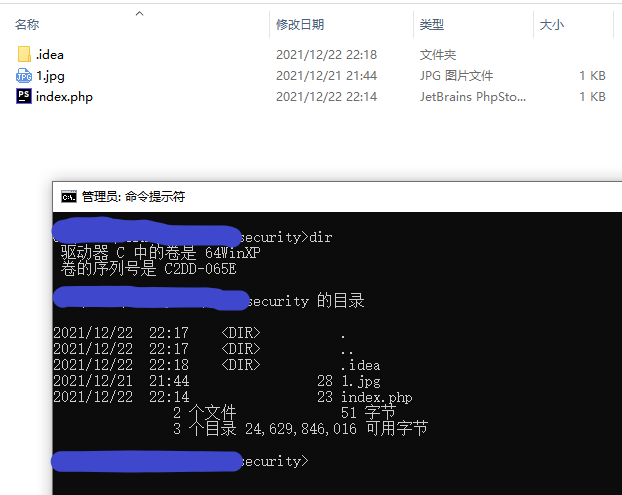 名称 修改日期 类型 大小
.idea 2021/12/22 22:18 文件夹
1.jpg 2021/12/21 21:44 JPG 图片文件 1 KB
index.php 2021/12/22 22:14 JetBrains PhpSto... 1 KB
管理员: 命令提示符
security>dir
驱动器 C 中的卷是 64WinXP
卷的序列号是 C2DD-065E
security 的目录
2021/12/22 22:17 <DIR> .
2021/12/22 22:17 <DIR> ..
2021/12/22 22:18 <DIR> .idea
2021/12/21 21:44 28 1.jpg
2021/12/22 22:14 23 index.php
2 个文件 51 字节
3 个目录 24,629,846,016 可用字节
security>